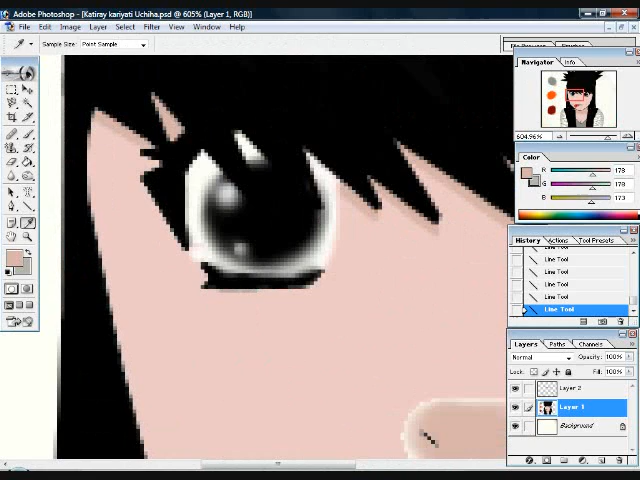 Adobe Photoshop - [Katiray kariyati Uchiha.psd @ 605% (Layer 1, RGB)]
File Edit Image Layer Select Filter View Window Help
Sample Size: Point Sample
Navigator Info
604.96%
Color
R 178
G 178
B 173
History Actions Tool Presets
Line Tool
Line Tool
Line Tool
Line Tool
Line Tool
Layers Paths Channels
Normal Opacity: 100%
Lock: Fill: 100%
Layer 2
Layer 1
Background